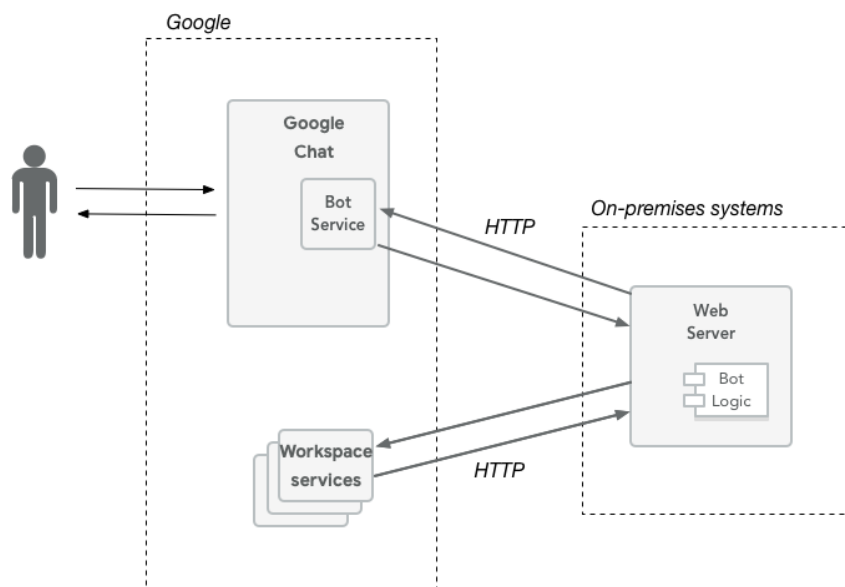 Google
Google
Chat
Bot
Service
HTTP
On-premises systems
Web
Server
Bot
Logic
Workspace
services
HTTP